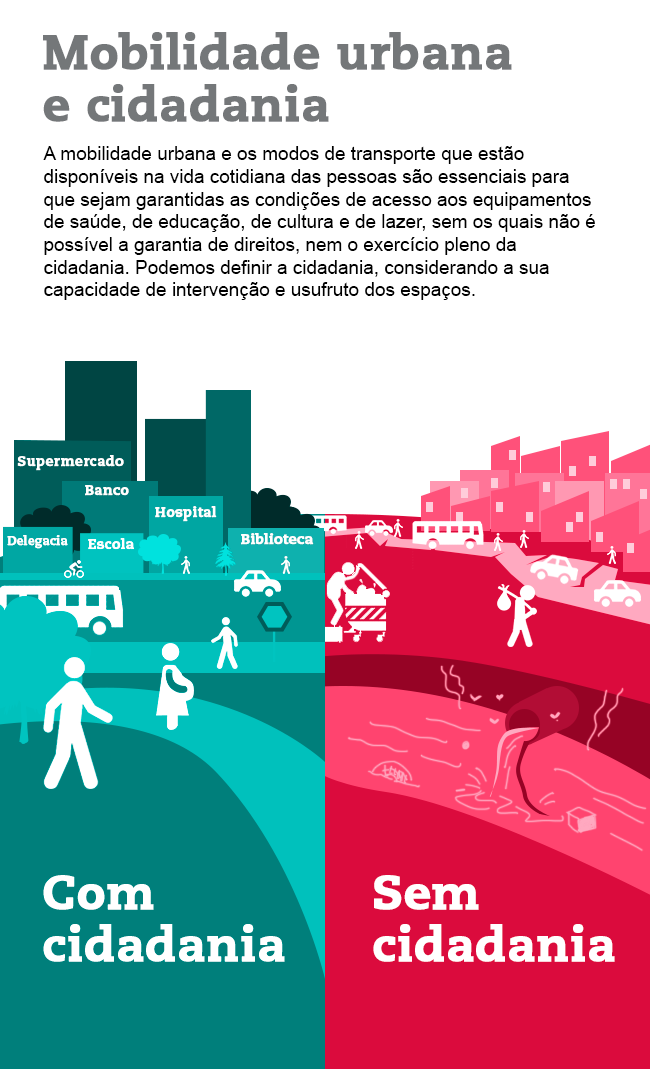 Mobilidade urbana
e cidadania
A mobilidade urbana e os modos de transporte que estão
disponíveis na vida cotidiana das pessoas são essenciais para
que sejam garantidas as condições de acesso aos equipamentos
de saúde, de educação, de cultura e de lazer, sem os quais não é
possível a garantia de direitos, nem o exercício pleno da
cidadania. Podemos definir a cidadania, considerando a sua
capacidade de intervenção e usufruto dos espaços.
Supermercado
Banco
Hospital
Delegacia
Escola
Biblioteca
Com
cidadania
Sem
cidadania